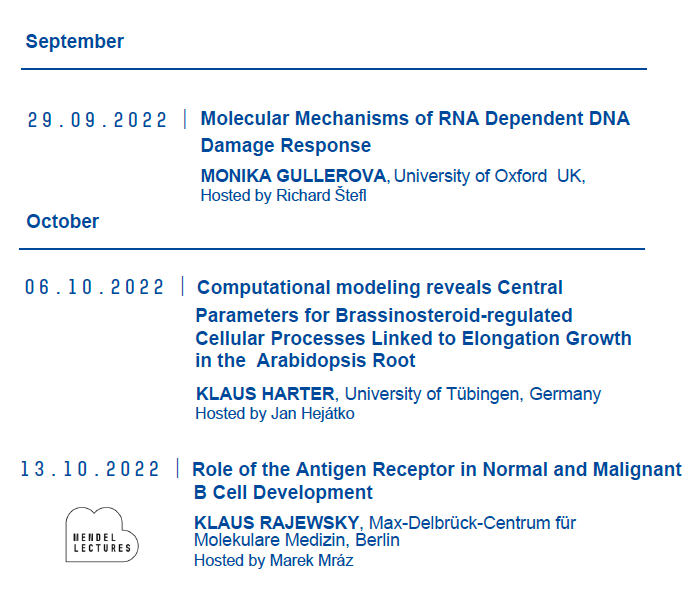 September
29.09.2022 | Molecular Mechanisms of RNA Dependent DNA
Damage Response
MONIKA GULLEROVA, University of Oxford UK,
Hosted by Richard Štefl
October
06.10.2022 | Computational modeling reveals Central
Parameters for Brassinosteroid-regulated
Cellular Processes Linked to Elongation Growth
in the Arabidopsis Root
KLAUS HARTER, University of Tübingen, Germany
Hosted by Jan Hejátko
13.10.2022 | Role of the Antigen Receptor in Normal and Malignant
B Cell Development
KLAUS RAJEWSKY, Max-Delbrück-Centrum für
Molekulare Medizin, Berlin
Hosted by Marek Mráz
MENDEL
LECTURES